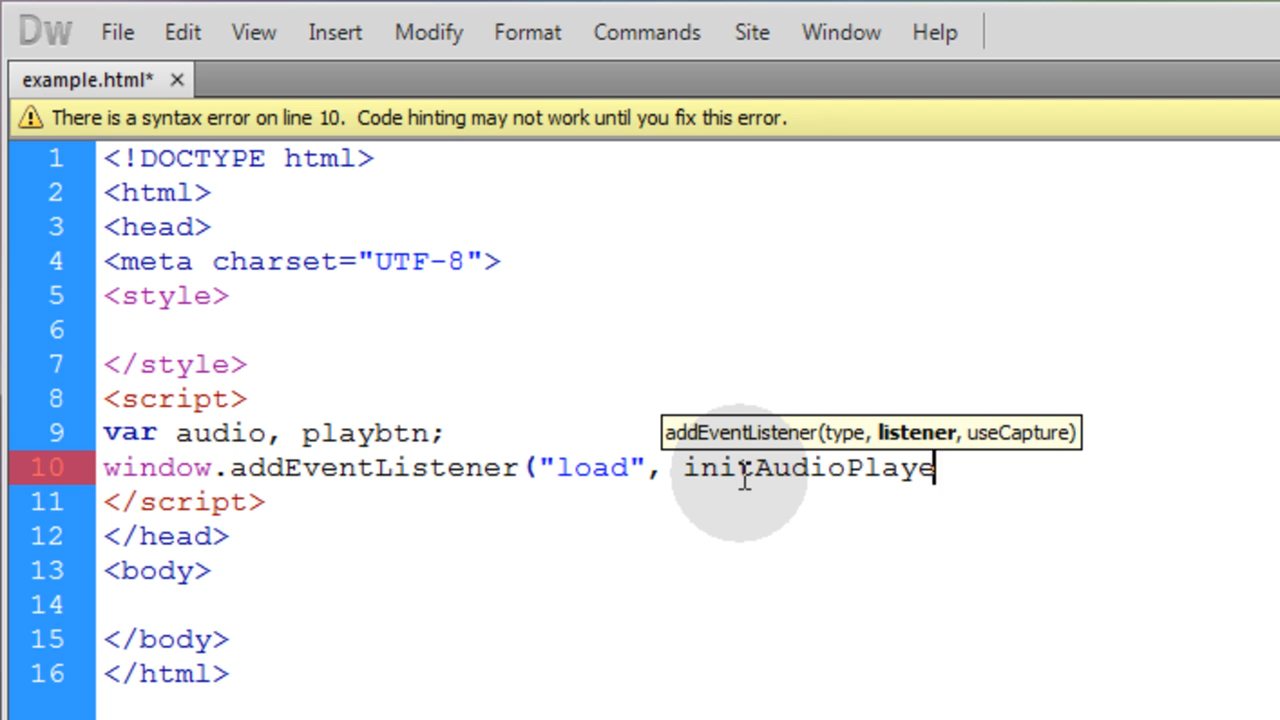 Dw File Edit View Insert Modify Format Commands Site Window Help
example.html* ×
There is a syntax error on line 10. Code hinting may not work until you fix this error.
1 <!DOCTYPE html>
2 <html>
3 <head>
4 <meta charset="UTF-8">
5 <style>
6
7 </style>
8 <script>
9 var audio, playbtn;
addEventListener(type, listener, useCapture)
10 window.addEventListener("load", initAudioPlaye
11 </script>
12 </head>
13 <body>
14
15 </body>
16 </html>